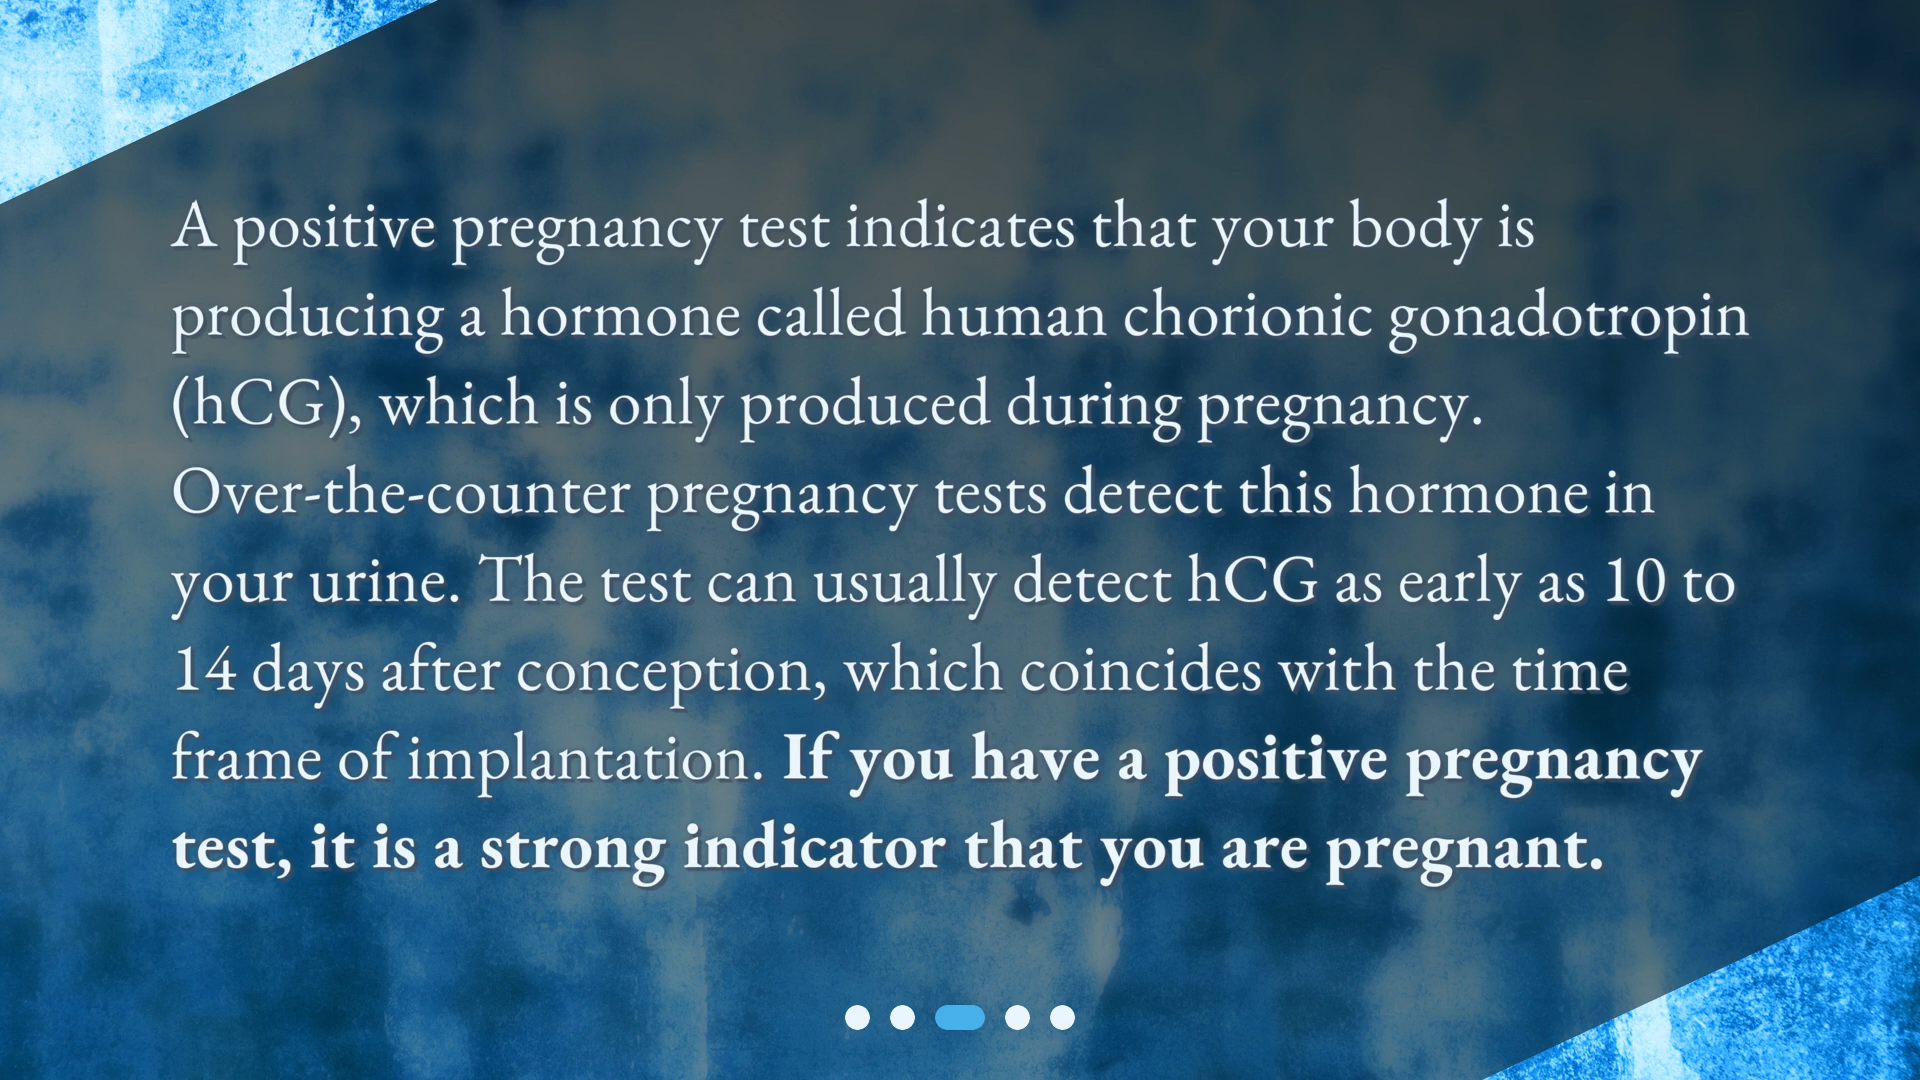 A positive pregnancy test indicates that your body is
producing a hormone called human chorionic gonadotropin
(hCG), which is only produced during pregnancy.
Over-the-counter pregnancy tests detect this hormone in
your urine. The test can usually detect hCG as early as 10 to
14 days after conception, which coincides with the time
frame of implantation. If you have a positive pregnancy
test, it is a strong indicator that you are pregnant.